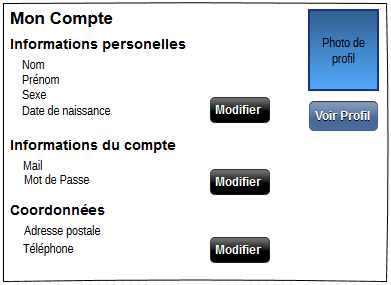 Mon Compte
Photo de
profil
Informations personelles
Nom
Prénom
Sexe
Date de naissance
Modifier
Voir Profil
Informations du compte
Mail
Mot de Passe
Modifier
Coordonnées
Adresse postale
Téléphone
Modifier